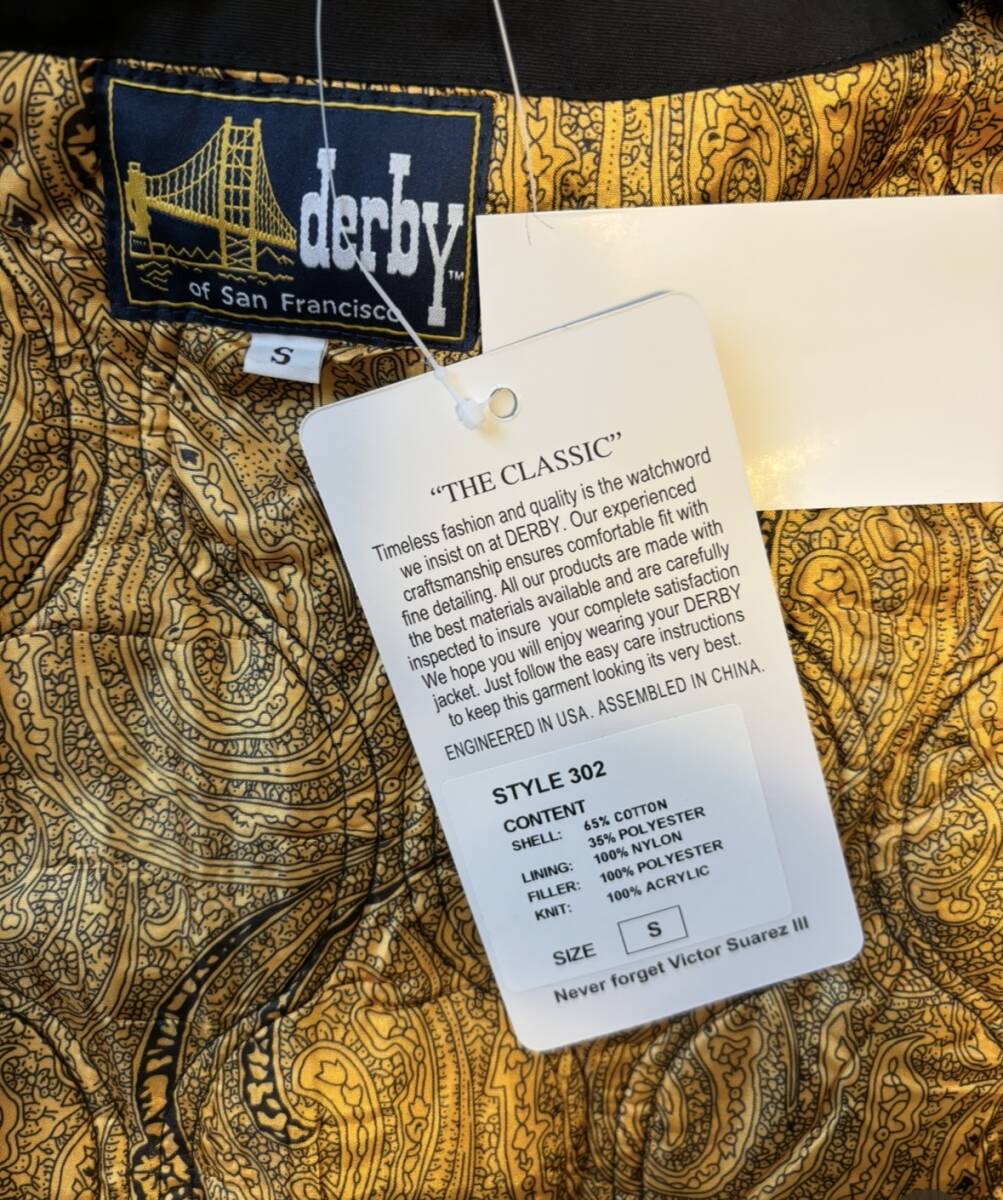 derby™
of San Francisco
S
“THE CLASSIC”
Timeless fashion and quality is the watchword
we insist on at DERBY. Our experienced
craftsmanship ensures comfortable fit with
fine detailing. All our products are made with
the best materials available and are carefully
inspected to insure your complete satisfaction
We hope you will enjoy wearing your DERBY
jacket. Just follow the easy care instructions
to keep this garment looking its very best.
ENGINEERED IN USA. ASSEMBLED IN CHINA.
STYLE 302
CONTENT
SHELL: 65% COTTON
35% POLYESTER
LINING: 100% NYLON
FILLER: 100% POLYESTER
KNIT: 100% ACRYLIC
SIZE S
Never forget Victor Suarez III